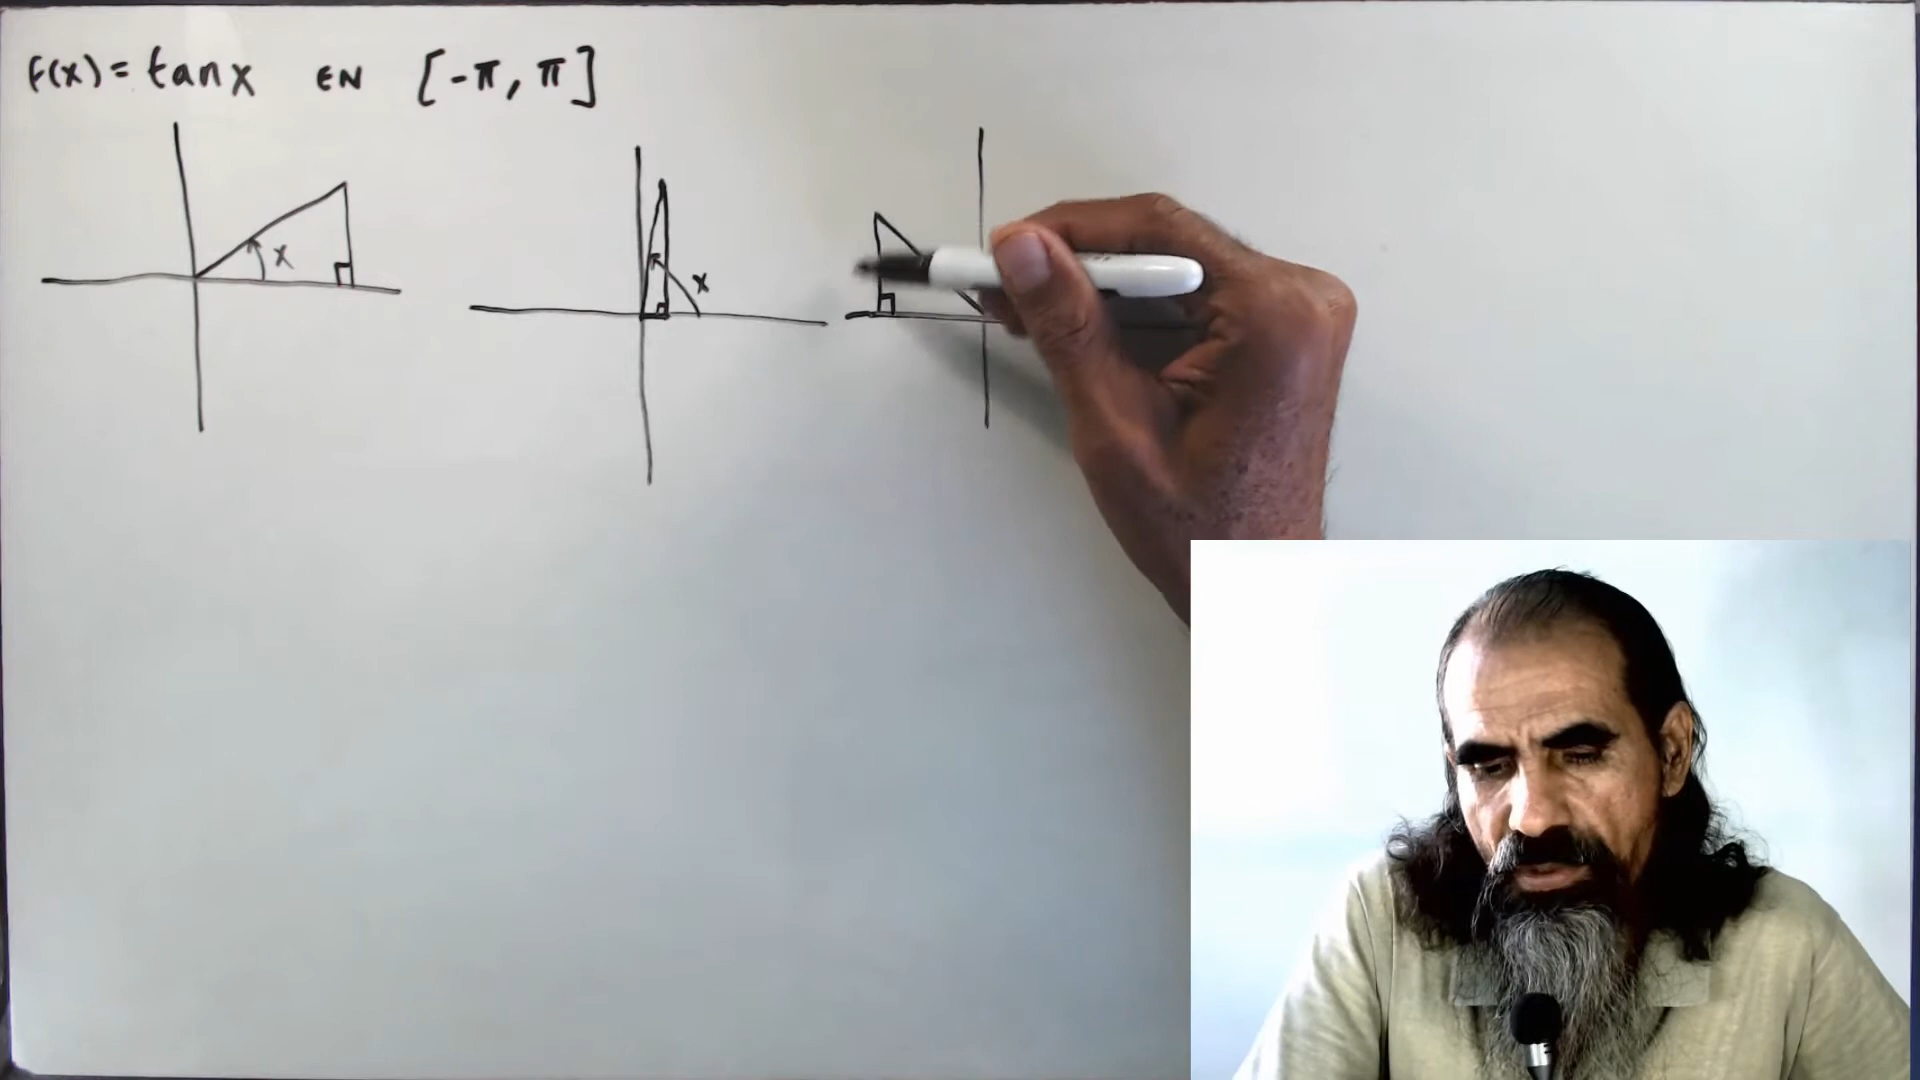 f(x) = tan x EN [-π, π]
x
x